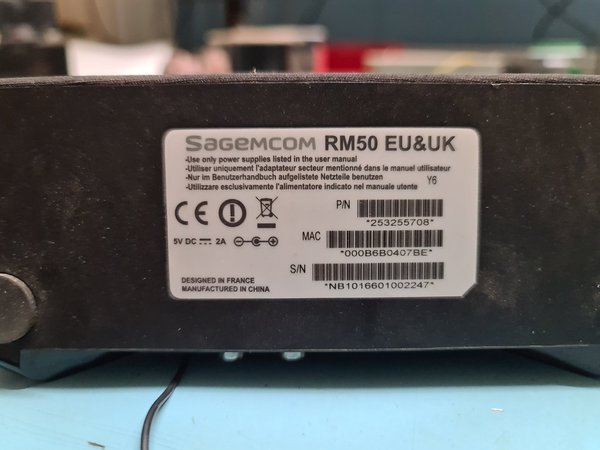 SAGEMCOM RM50 EU&UK
-Use only power supplies listed in the user manual
-Utiliser uniquement l'adaptateur secteur mentionné dans le manuel utilisateur
-Nur im Benutzerhandbuch aufgelistete Netzteile benutzen
-Utilizzare esclusivamente l'alimentatore indicato nel manuale utente
Y6
P/N
*253255708*
CE
5V DC 2A
MAC
*000B6B0407BE*
S/N
*NB1016601002247*
DESIGNED IN FRANCE
MANUFACTURED IN CHINA